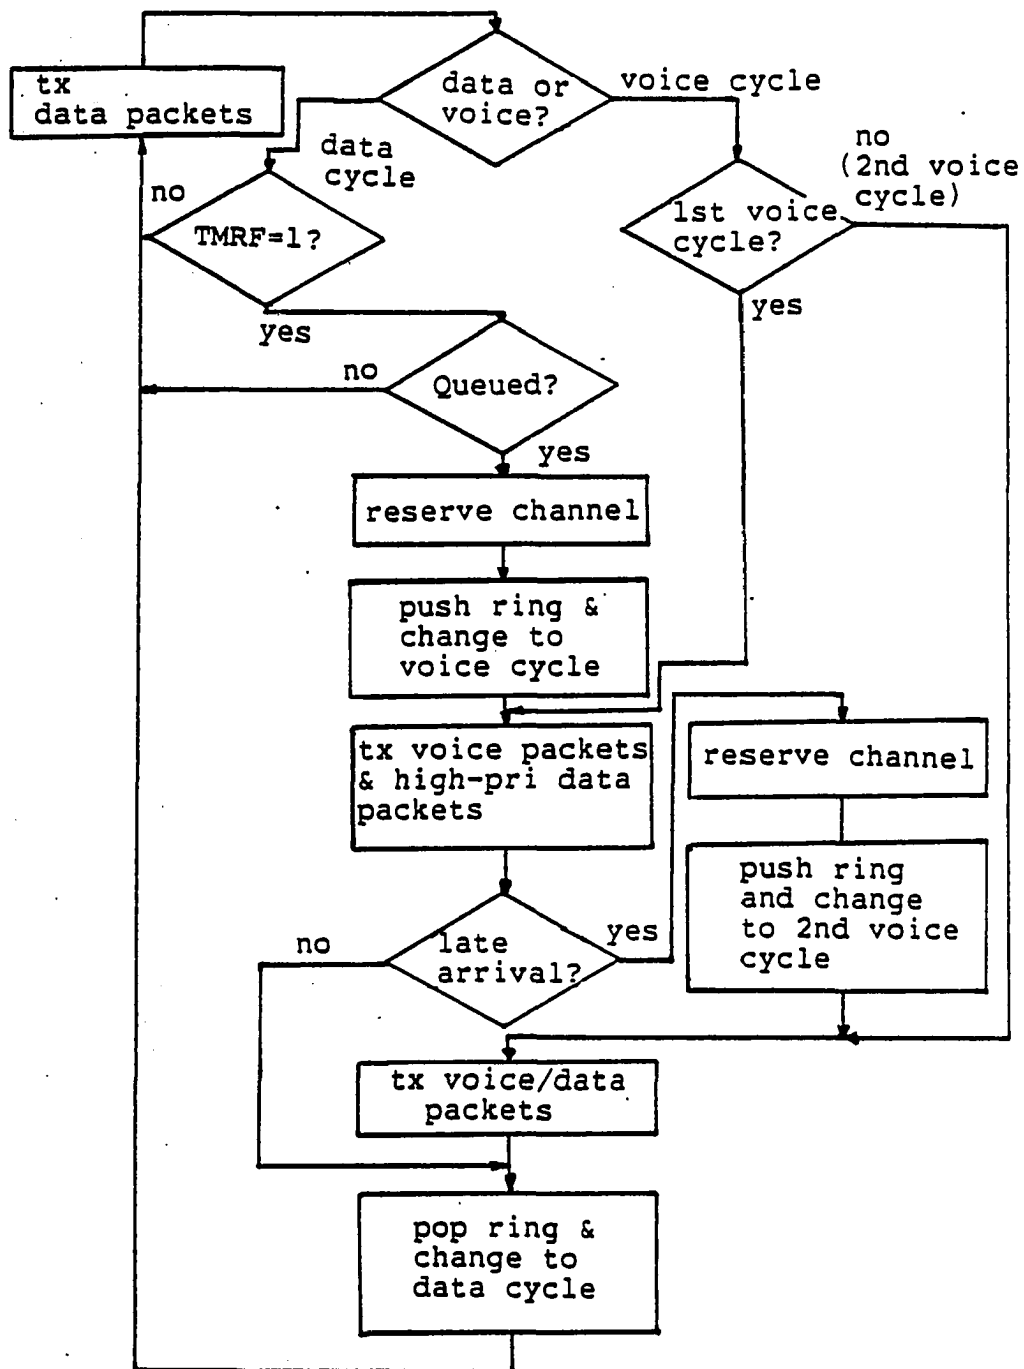 tx
data packets
data or
voice?
voice cycle
data
cycle
no
(2nd voice
cycle)
no
TMRF=1?
1st voice
cycle?
yes
yes
no
Queued?
yes
reserve channel
push ring &
change to
voice cycle
tx voice packets
& high-pri data
packets
reserve channel
push ring
and change
to 2nd voice
cycle
no
late
arrival?
yes
tx voice/data
packets
pop ring &
change to
data cycle